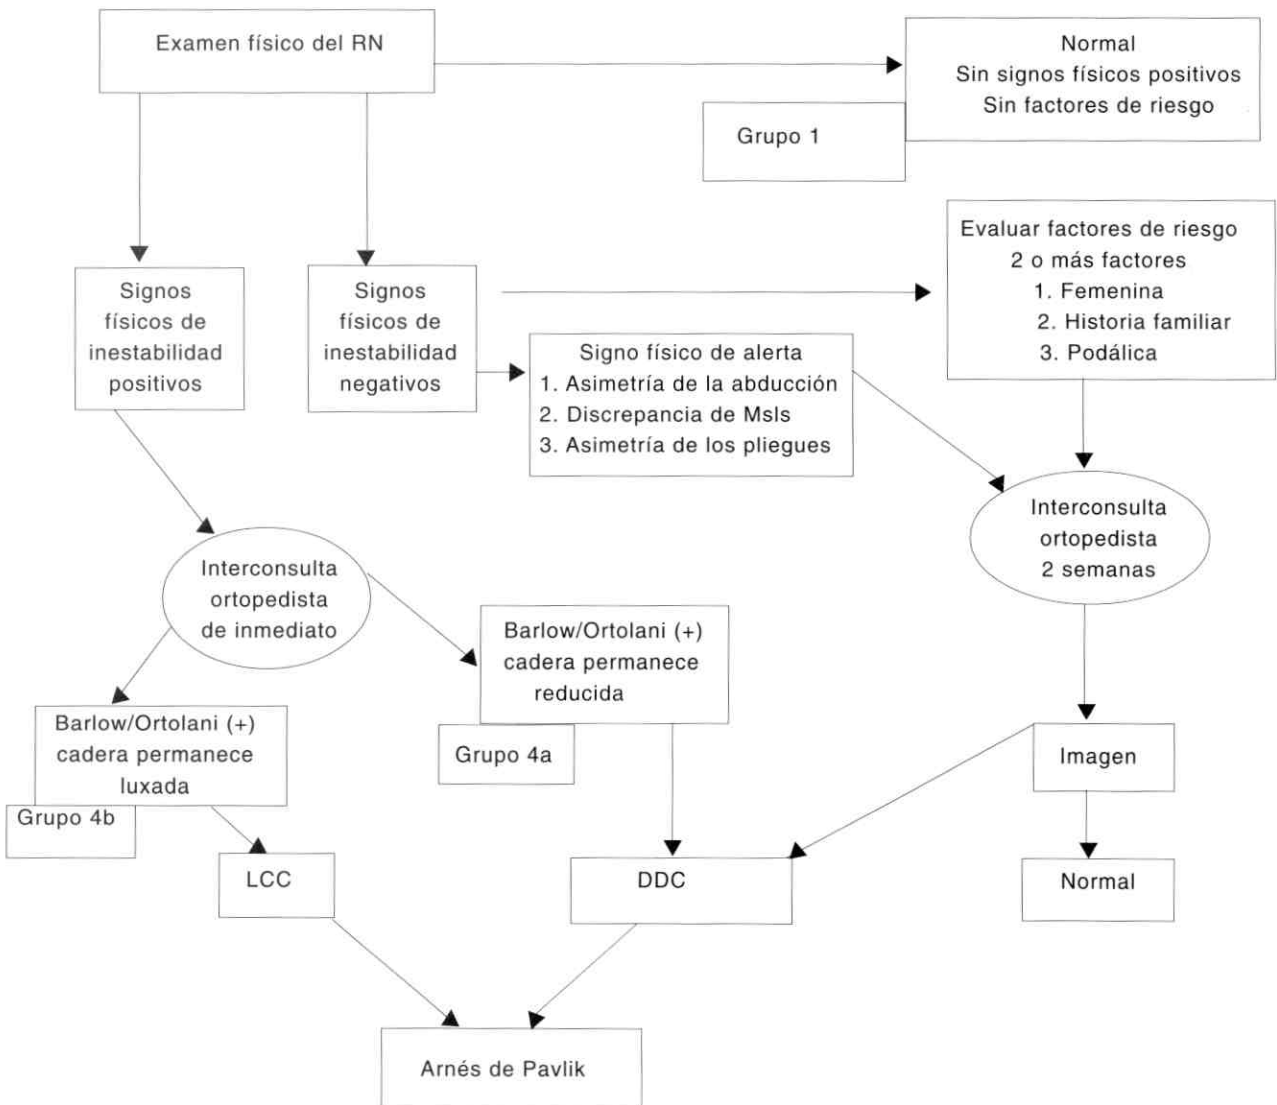 Examen físico del RN
Normal
Sin signos físicos positivos
Sin factores de riesgo
Grupo 1
Signos
físicos de
inestabilidad
positivos
Signos
físicos de
inestabilidad
negativos
Evaluar factores de riesgo
2 o más factores
1. Femenina
2. Historia familiar
3. Podálica
Signo físico de alerta
1. Asimetría de la abducción
2. Discrepancia de Msls
3. Asimetría de los pliegues
Interconsulta
ortopedista
2 semanas
Interconsulta
ortopedista
de inmediato
Barlow/Ortolani (+)
cadera permanece
reducida
Grupo 4a
Barlow/Ortolani (+)
cadera permanece
luxada
Grupo 4b
Imagen
LCC
DDC
Normal
Arnés de Pavlik